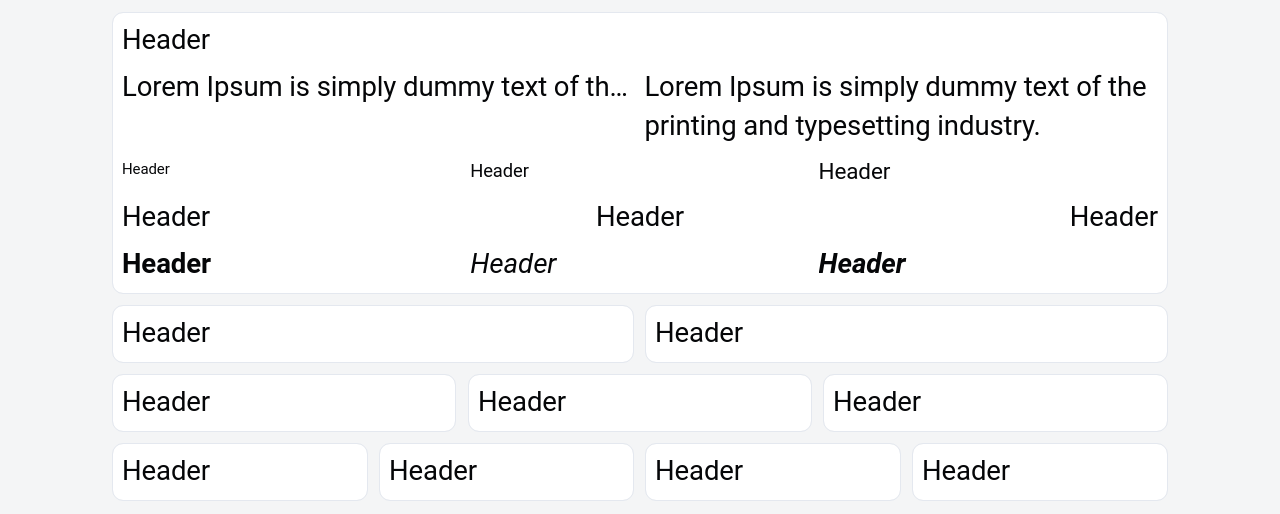 Header
Lorem Ipsum is simply dummy text of th...
Lorem Ipsum is simply dummy text of the
printing and typesetting industry.
Header Header Header
Header Header Header
Header Header Header
Header Header
Header Header Header
Header Header Header Header